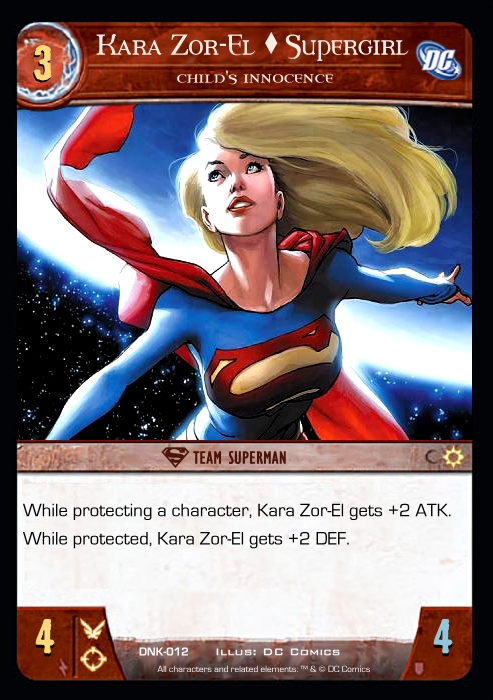 3
KARA ZOR-EL ♦ SUPERGIRL
DC
CHILD'S INNOCENCE
S
TEAM SUPERMAN
C
While protecting a character, Kara Zor-El gets +2 ATK.
While protected, Kara Zor-El gets +2 DEF.
4
4
DNK-012 ILLUS: DC COMICS
All characters and related elements: ™ & © DC Comics